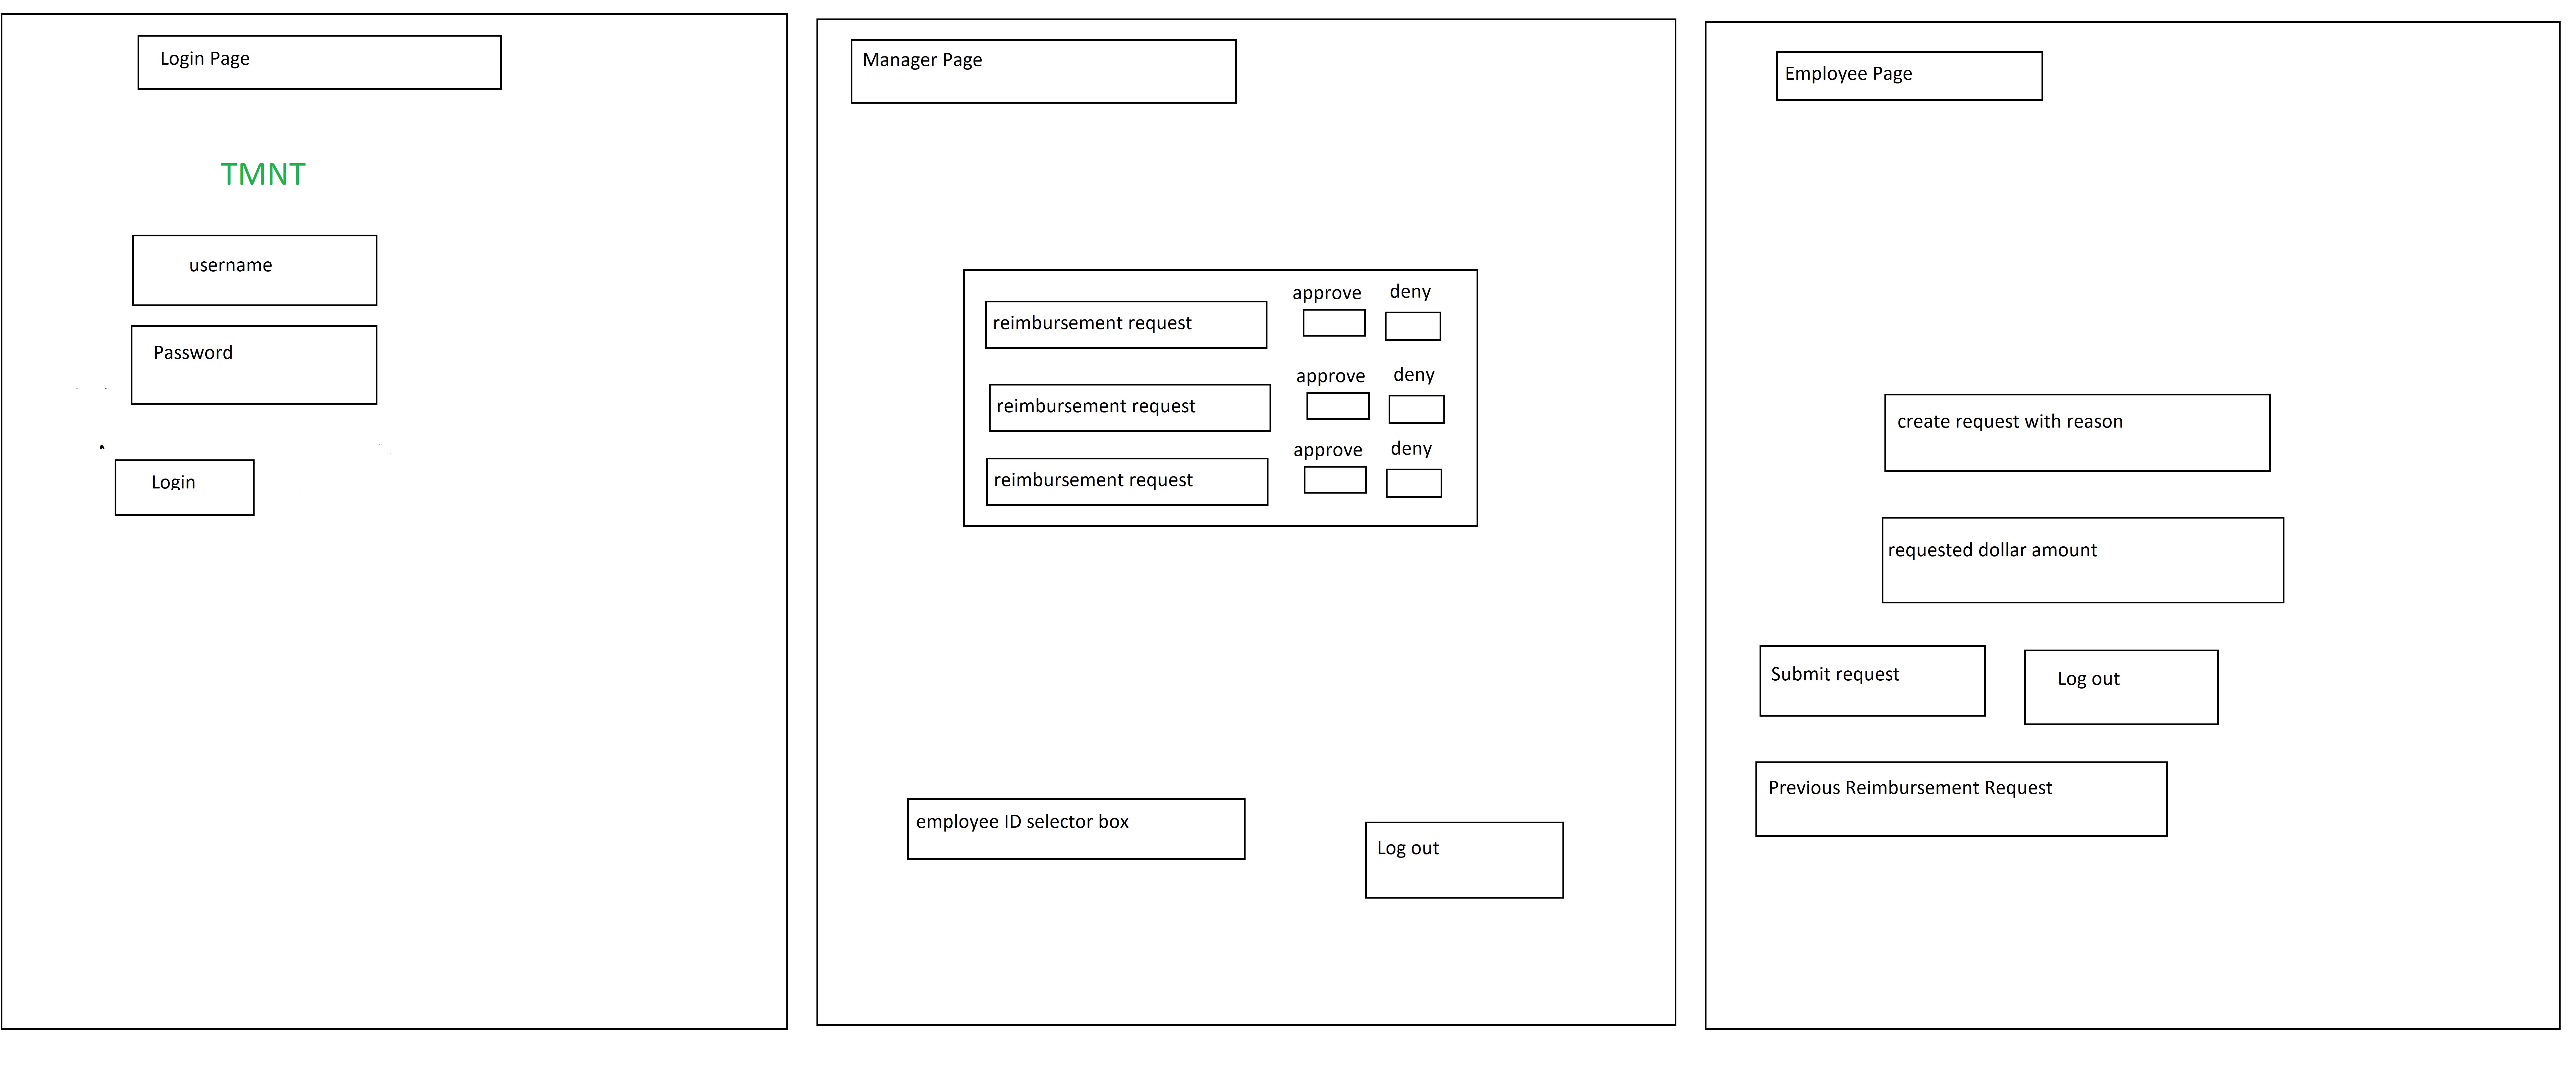 Login Page
TMNT
username
Password
Login
Manager Page
approve deny
reimbursement request
approve deny
reimbursement request
approve deny
reimbursement request
employee ID selector box
Log out
Employee Page
create request with reason
requested dollar amount
Submit request
Log out
Previous Reimbursement Request